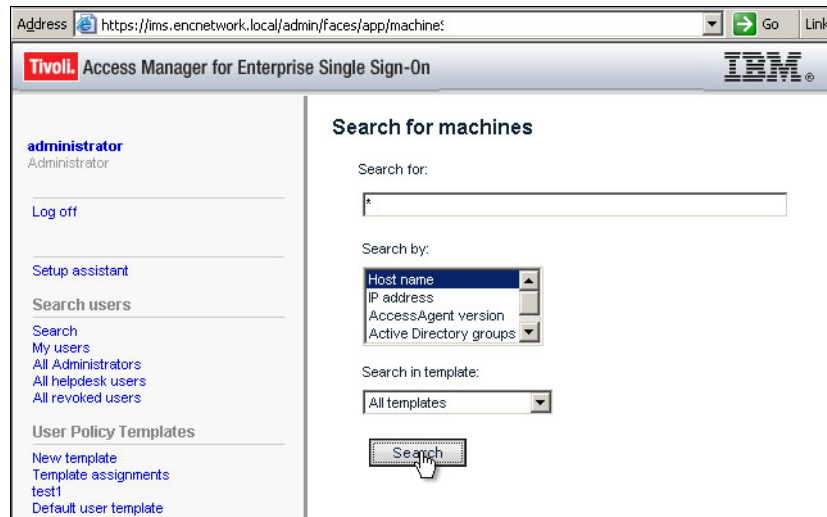 Address https://ims.encnetwork.local/admin/faces/app/machineS Go Link
Tivoli. Access Manager for Enterprise Single Sign-On IBM®
administrator
Administrator
Log off
Setup assistant
Search users
Search
My users
All Administrators
All helpdesk users
All revoked users
User Policy Templates
New template
Template assignments
test1
Default user template
Search for machines
Search for:
*
Search by:
Host name
IP address
AccessAgent version
Active Directory groups
Search in template:
All templates
Search